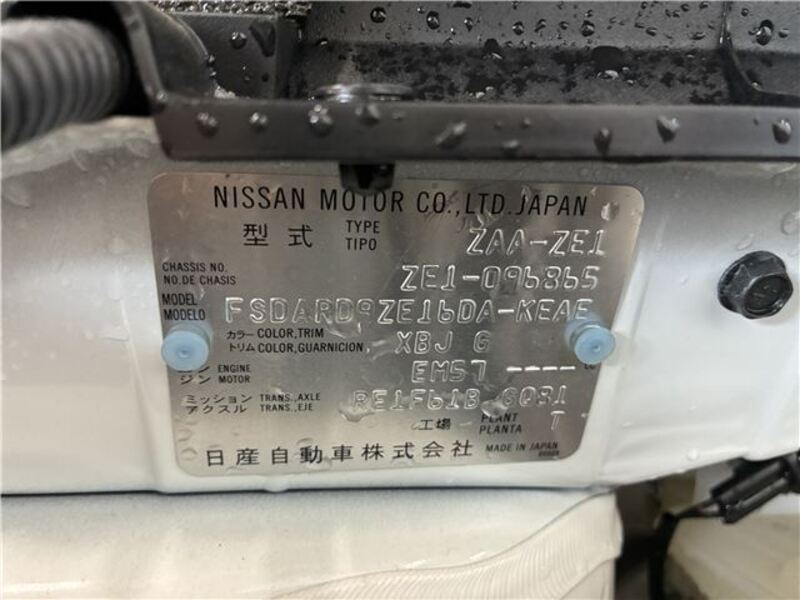 NISSAN MOTOR CO.,LTD.JAPAN
型式 TYPE TIPO ZAA-ZE1
CHASSIS NO. NO.DE CHASIS ZE1-096865
MODEL MODELO FSDARD9ZE16DA-KEAE
カラー COLOR,TRIM
トリム COLOR,GUARNICION XBJ G
ジン ENGINE MOTOR EM57 ---- cc
ミッション TRANS.,AXLE
アクスル TRANS.,EJE RE1F61B GQ81
工場 PLANT PLANTA T
日産自動車株式会社 MADE IN JAPAN